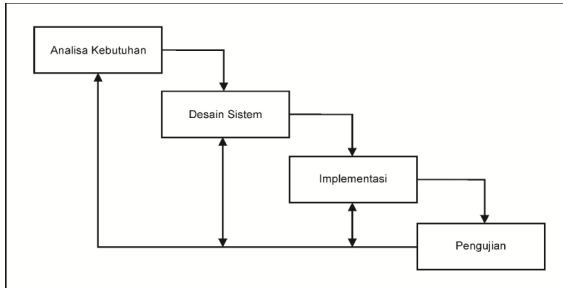 Analisa Kebutuhan
Desain Sistem
Implementasi
Pengujian